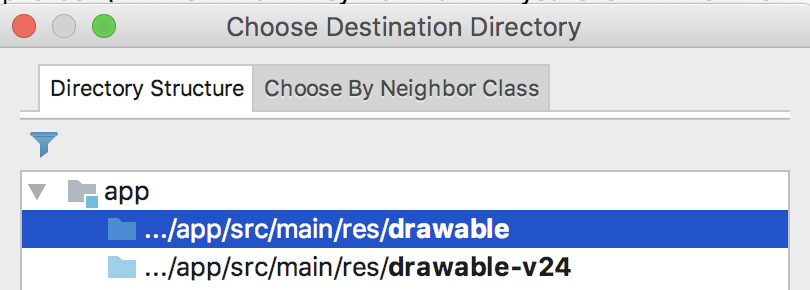 Choose Destination Directory
Directory Structure Choose By Neighbor Class
app
.../app/src/main/res/drawable
.../app/src/main/res/drawable-v24